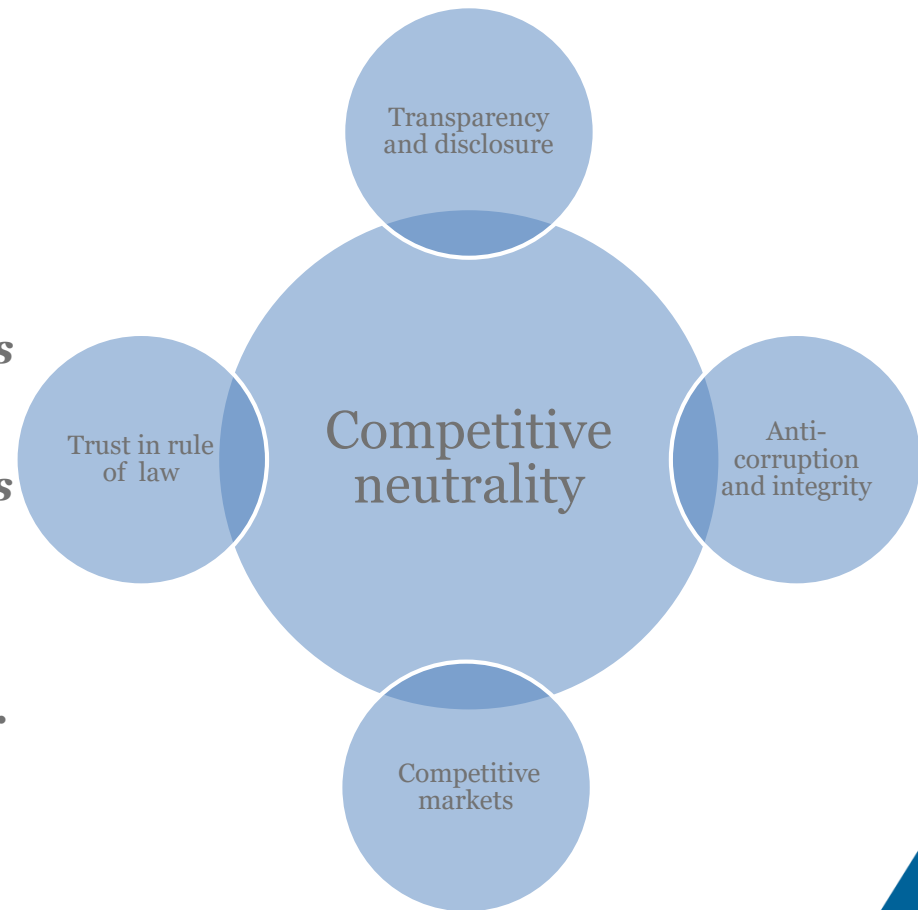 Transparency
and disclosure
s
Trust in rule
of law
s
Competitive
neutrality
Anti-
corruption
and integrity
.
Competitive
markets